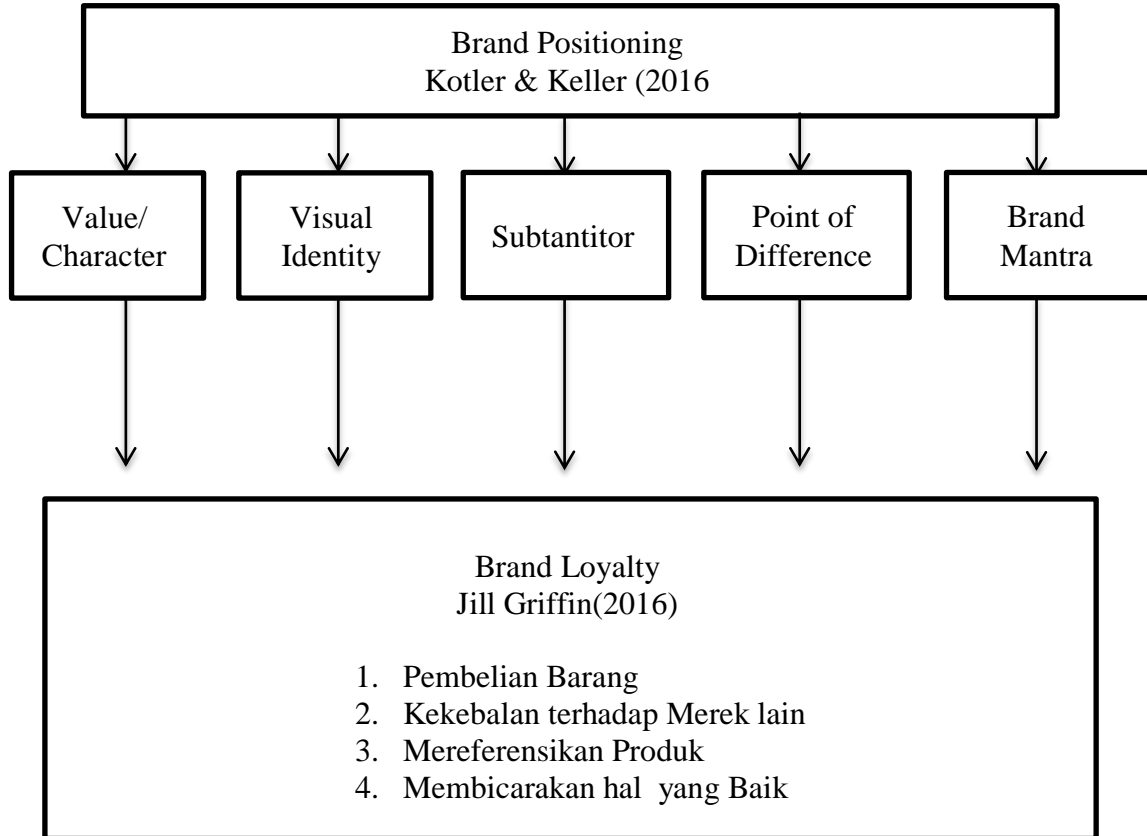 Brand Positioning
Kotler & Keller (2016
Value/
Character
Visual
Identity
Subtantitor
Point of
Difference
Brand
Mantra
Brand Loyalty
Jill Griffin(2016)
1. Pembelian Barang
2. Kekebalan terhadap Merek lain
3. Mereferensikan Produk
4. Membicarakan hal yang Baik